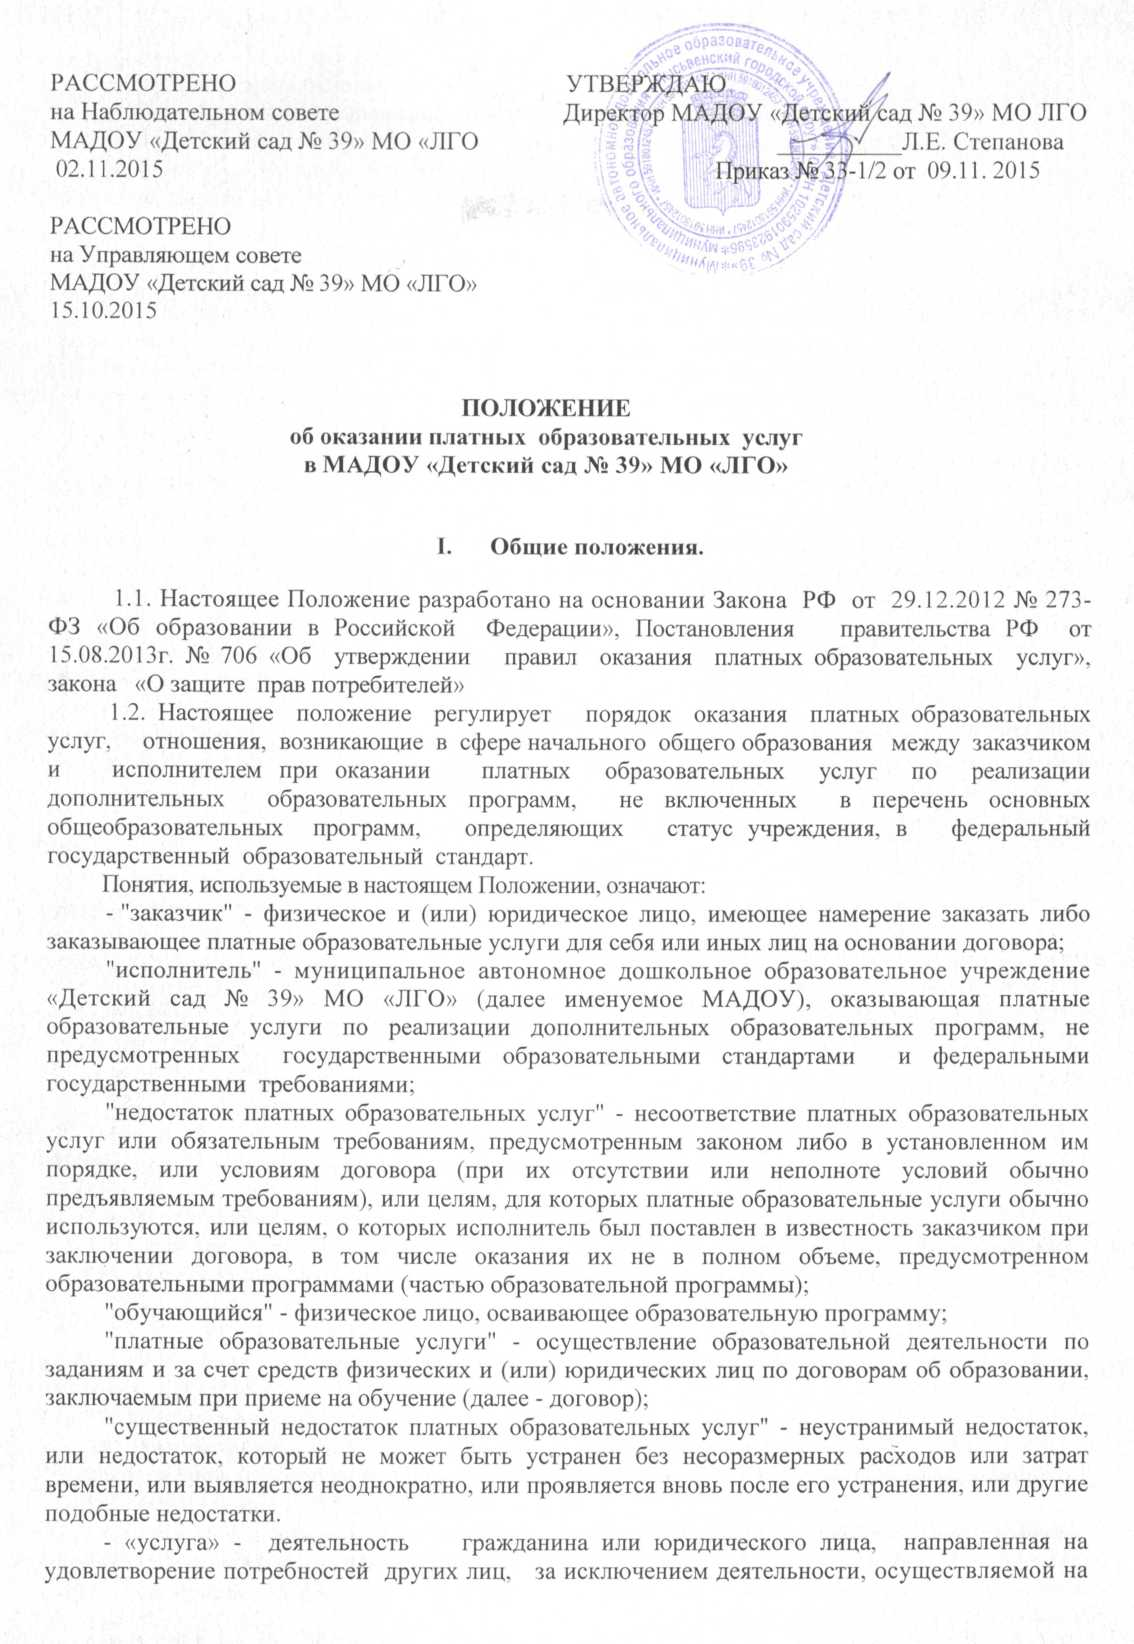 РАССМОТРЕНО
на Наблюдательном совете
МАДОУ «Детский сад № 39» МО «ЛГО
02.11.2015
УТВЕРЖДАЮ
Директор МАДОУ «Детский сад № 39» МО ЛГО
___________Л.Е. Степанова
Приказ № 33-1/2 от 09.11. 2015
РАССМОТРЕНО
на Управляющем совете
МАДОУ «Детский сад № 39» МО «ЛГО»
15.10.2015
ПОЛОЖЕНИЕ
об оказании платных образовательных услуг
в МАДОУ «Детский сад № 39» МО «ЛГО»
I. Общие положения.
1.1. Настоящее Положение разработано на основании Закона РФ от 29.12.2012 № 273-
ФЗ «Об образовании в Российской Федерации», Постановления правительства РФ от
15.08.2013г. № 706 «Об утверждении правил оказания платных образовательных услуг»,
закона «О защите прав потребителей»
1.2. Настоящее положение регулирует порядок оказания платных образовательных
услуг, отношения, возникающие в сфере начального общего образования между заказчиком
и исполнителем при оказании платных образовательных услуг по реализации
дополнительных образовательных программ, не включенных в перечень основных
общеобразовательных программ, определяющих статус учреждения, в федеральный
государственный образовательный стандарт.
Понятия, используемые в настоящем Положении, означают:
- "заказчик" - физическое и (или) юридическое лицо, имеющее намерение заказать либо
заказывающее платные образовательные услуги для себя или иных лиц на основании договора;
"исполнитель" - муниципальное автономное дошкольное образовательное учреждение
«Детский сад № 39» МО «ЛГО» (далее именуемое МАДОУ), оказывающая платные
образовательные услуги по реализации дополнительных образовательных программ, не
предусмотренных государственными образовательными стандартами и федеральными
государственными требованиями;
"недостаток платных образовательных услуг" - несоответствие платных образовательных
услуг или обязательным требованиям, предусмотренным законом либо в установленном им
порядке, или условиям договора (при их отсутствии или неполноте условий обычно
предъявляемым требованиям), или целям, для которых платные образовательные услуги обычно
используются, или целям, о которых исполнитель был поставлен в известность заказчиком при
заключении договора, в том числе оказания их не в полном объеме, предусмотренном
образовательными программами (частью образовательной программы);
"обучающийся" - физическое лицо, осваивающее образовательную программу;
"платные образовательные услуги" - осуществление образовательной деятельности по
заданиям и за счет средств физических и (или) юридических лиц по договорам об образовании,
заключаемым при приеме на обучение (далее - договор);
"существенный недостаток платных образовательных услуг" - неустранимый недостаток,
или недостаток, который не может быть устранен без несоразмерных расходов или затрат
времени, или выявляется неоднократно, или проявляется вновь после его устранения, или другие
подобные недостатки.
- «услуга» - деятельность гражданина или юридического лица, направленная на
удовлетворение потребностей других лиц, за исключением деятельности, осуществляемой на